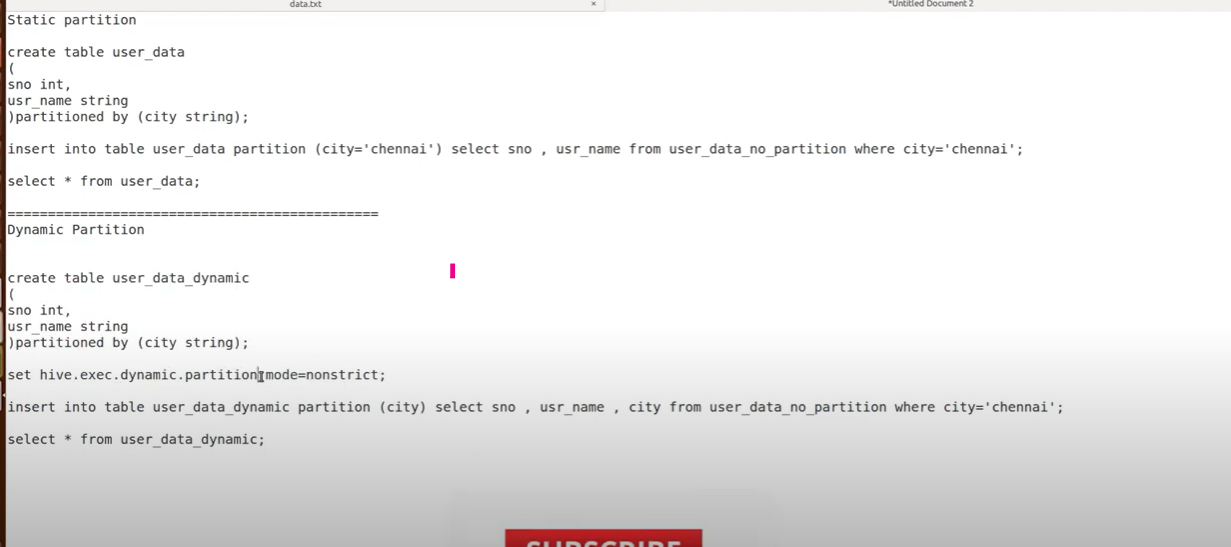 data.txt × *Untitled Document 2
Static partition
create table user_data
(
sno int,
usr_name string
)partitioned by (city string);
insert into table user_data partition (city='chennai') select sno , usr_name from user_data_no_partition where city='chennai';
select * from user_data;
==============================================
Dynamic Partition
create table user_data_dynamic
(
sno int,
usr_name string
)partitioned by (city string);
set hive.exec.dynamic.partition.mode=nonstrict;
insert into table user_data_dynamic partition (city) select sno , usr_name , city from user_data_no_partition where city='chennai';
select * from user_data_dynamic;
SUBSCRIBE